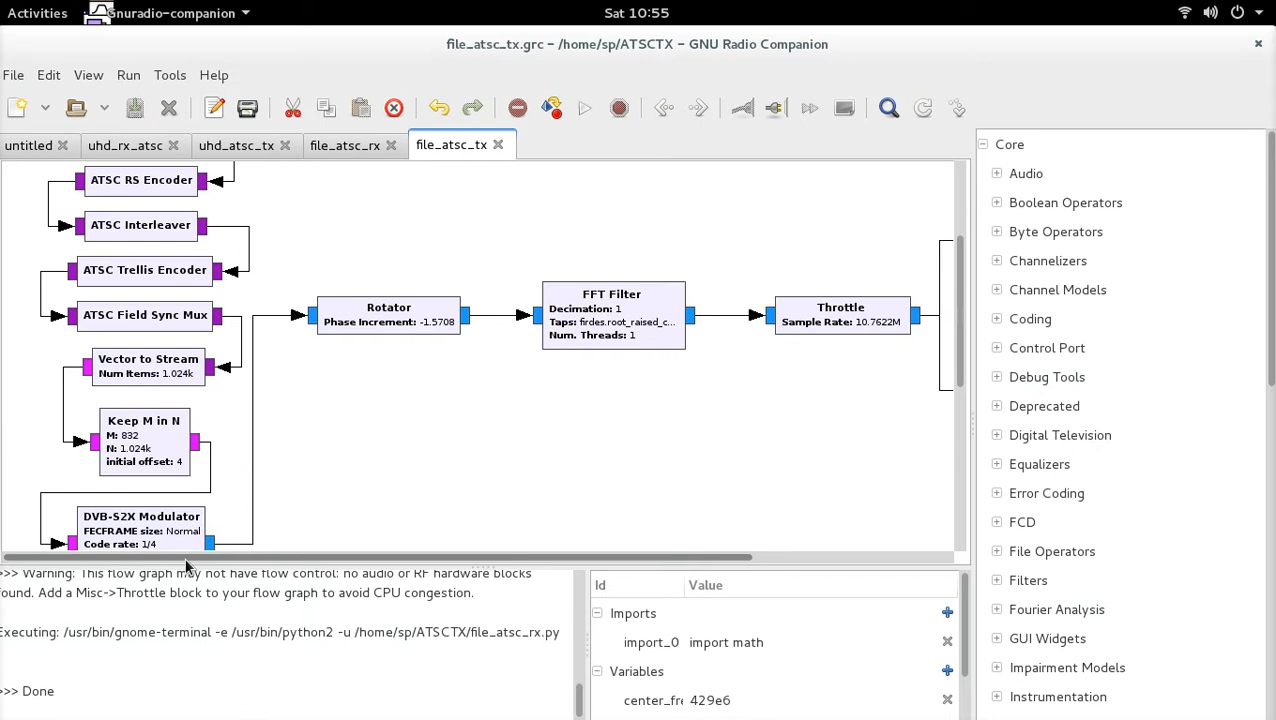 Activities
Gnuradio-companion
Sat 10:55
file_atsc_tx.grc – /home/sp/ATSCTX – GNU Radio Companion
File Edit View Run Tools Help
untitled
uhd_rx_atsc
uhd_atsc_tx
file_atsc_rx
file_atsc_tx
ATSC RS Encoder
ATSC Interleaver
ATSC Trellis Encoder
ATSC Field Sync Mux
Vector to Stream
Num Items: 1.024k
Keep M in N
M: 832
N: 1.024k
initial offset: 4
DVB-S2X Modulator
FECFRAME size: Normal
Code rate: 1/4
Rotator
Phase Increment: -1.5708
FFT Filter
Decimation: 1
Taps: firdes.root_raised_c...
Num. Threads: 1
Throttle
Sample Rate: 10.7622M
>>> Warning: This flow graph may not have flow control: no audio or RF hardware blocks
found. Add a Misc->Throttle block to your flow graph to avoid CPU congestion.
Executing: /usr/bin/gnome-terminal -e /usr/bin/python2 -u /home/sp/ATSCTX/file_atsc_rx.py
>>> Done
Id Value
Imports
import_0 import math
Variables
center_fre 429e6
Core
Audio
Boolean Operators
Byte Operators
Channelizers
Channel Models
Coding
Control Port
Debug Tools
Deprecated
Digital Television
Equalizers
Error Coding
FCD
File Operators
Filters
Fourier Analysis
GUI Widgets
Impairment Models
Instrumentation